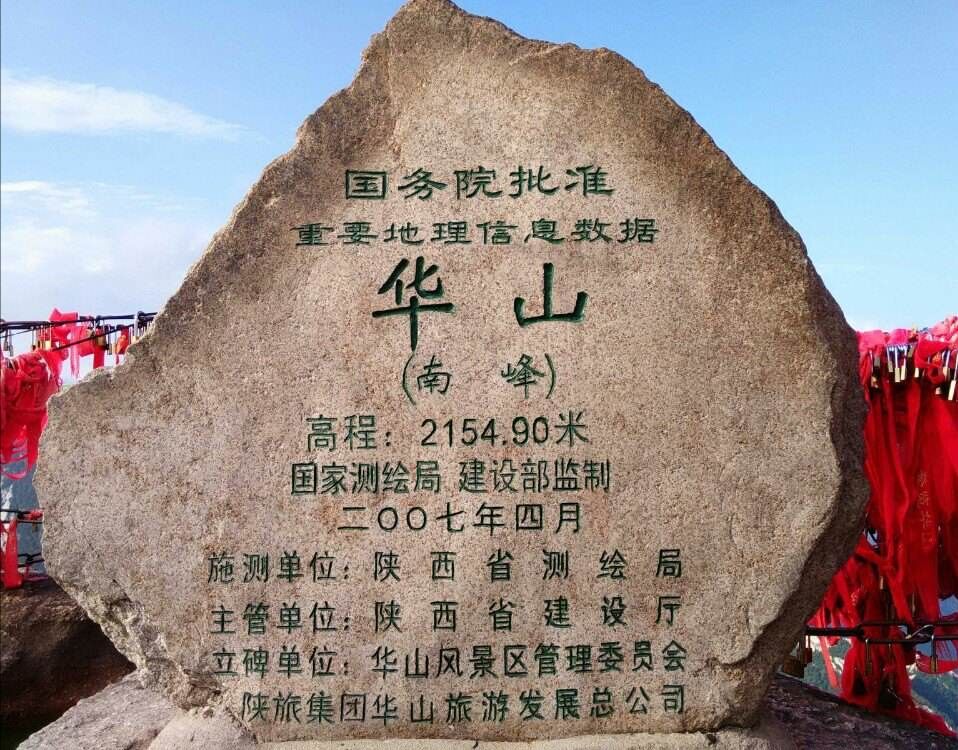 国务院批准
重要地理信息数据
华山
(南峰)
高程：2154.90米
国家测绘局 建设部监制
二〇〇七年四月
施测单位：陕西省测绘局
主管单位：陕西省建设厅
立碑单位：华山风景区管理委员会
陕旅集团华山旅游发展总公司